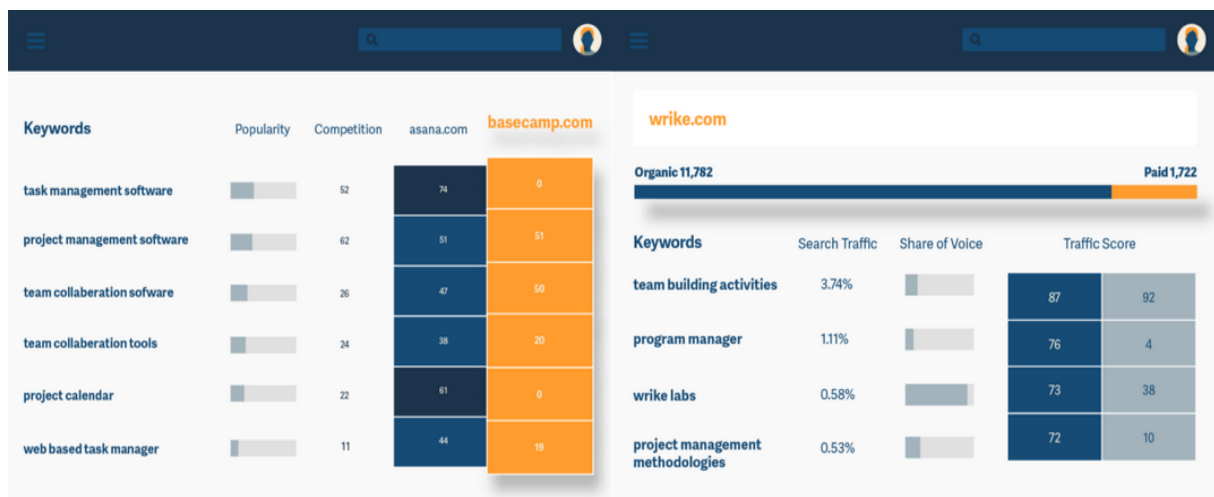 Keywords Popularity Competition asana.com basecamp.com
task management software 52 74 0
project management software 62 51 51
team collaberation sofware 26 47 50
team collaberation tools 24 38 20
project calendar 22 61 0
web based task manager 11 44 19
wrike.com
Organic 11,782 Paid 1,722
Keywords Search Traffic Share of Voice Traffic Score
team building activities 3.74% 87 92
program manager 1.11% 76 4
wrike labs 0.58% 73 38
project management
methodologies 0.53% 72 10